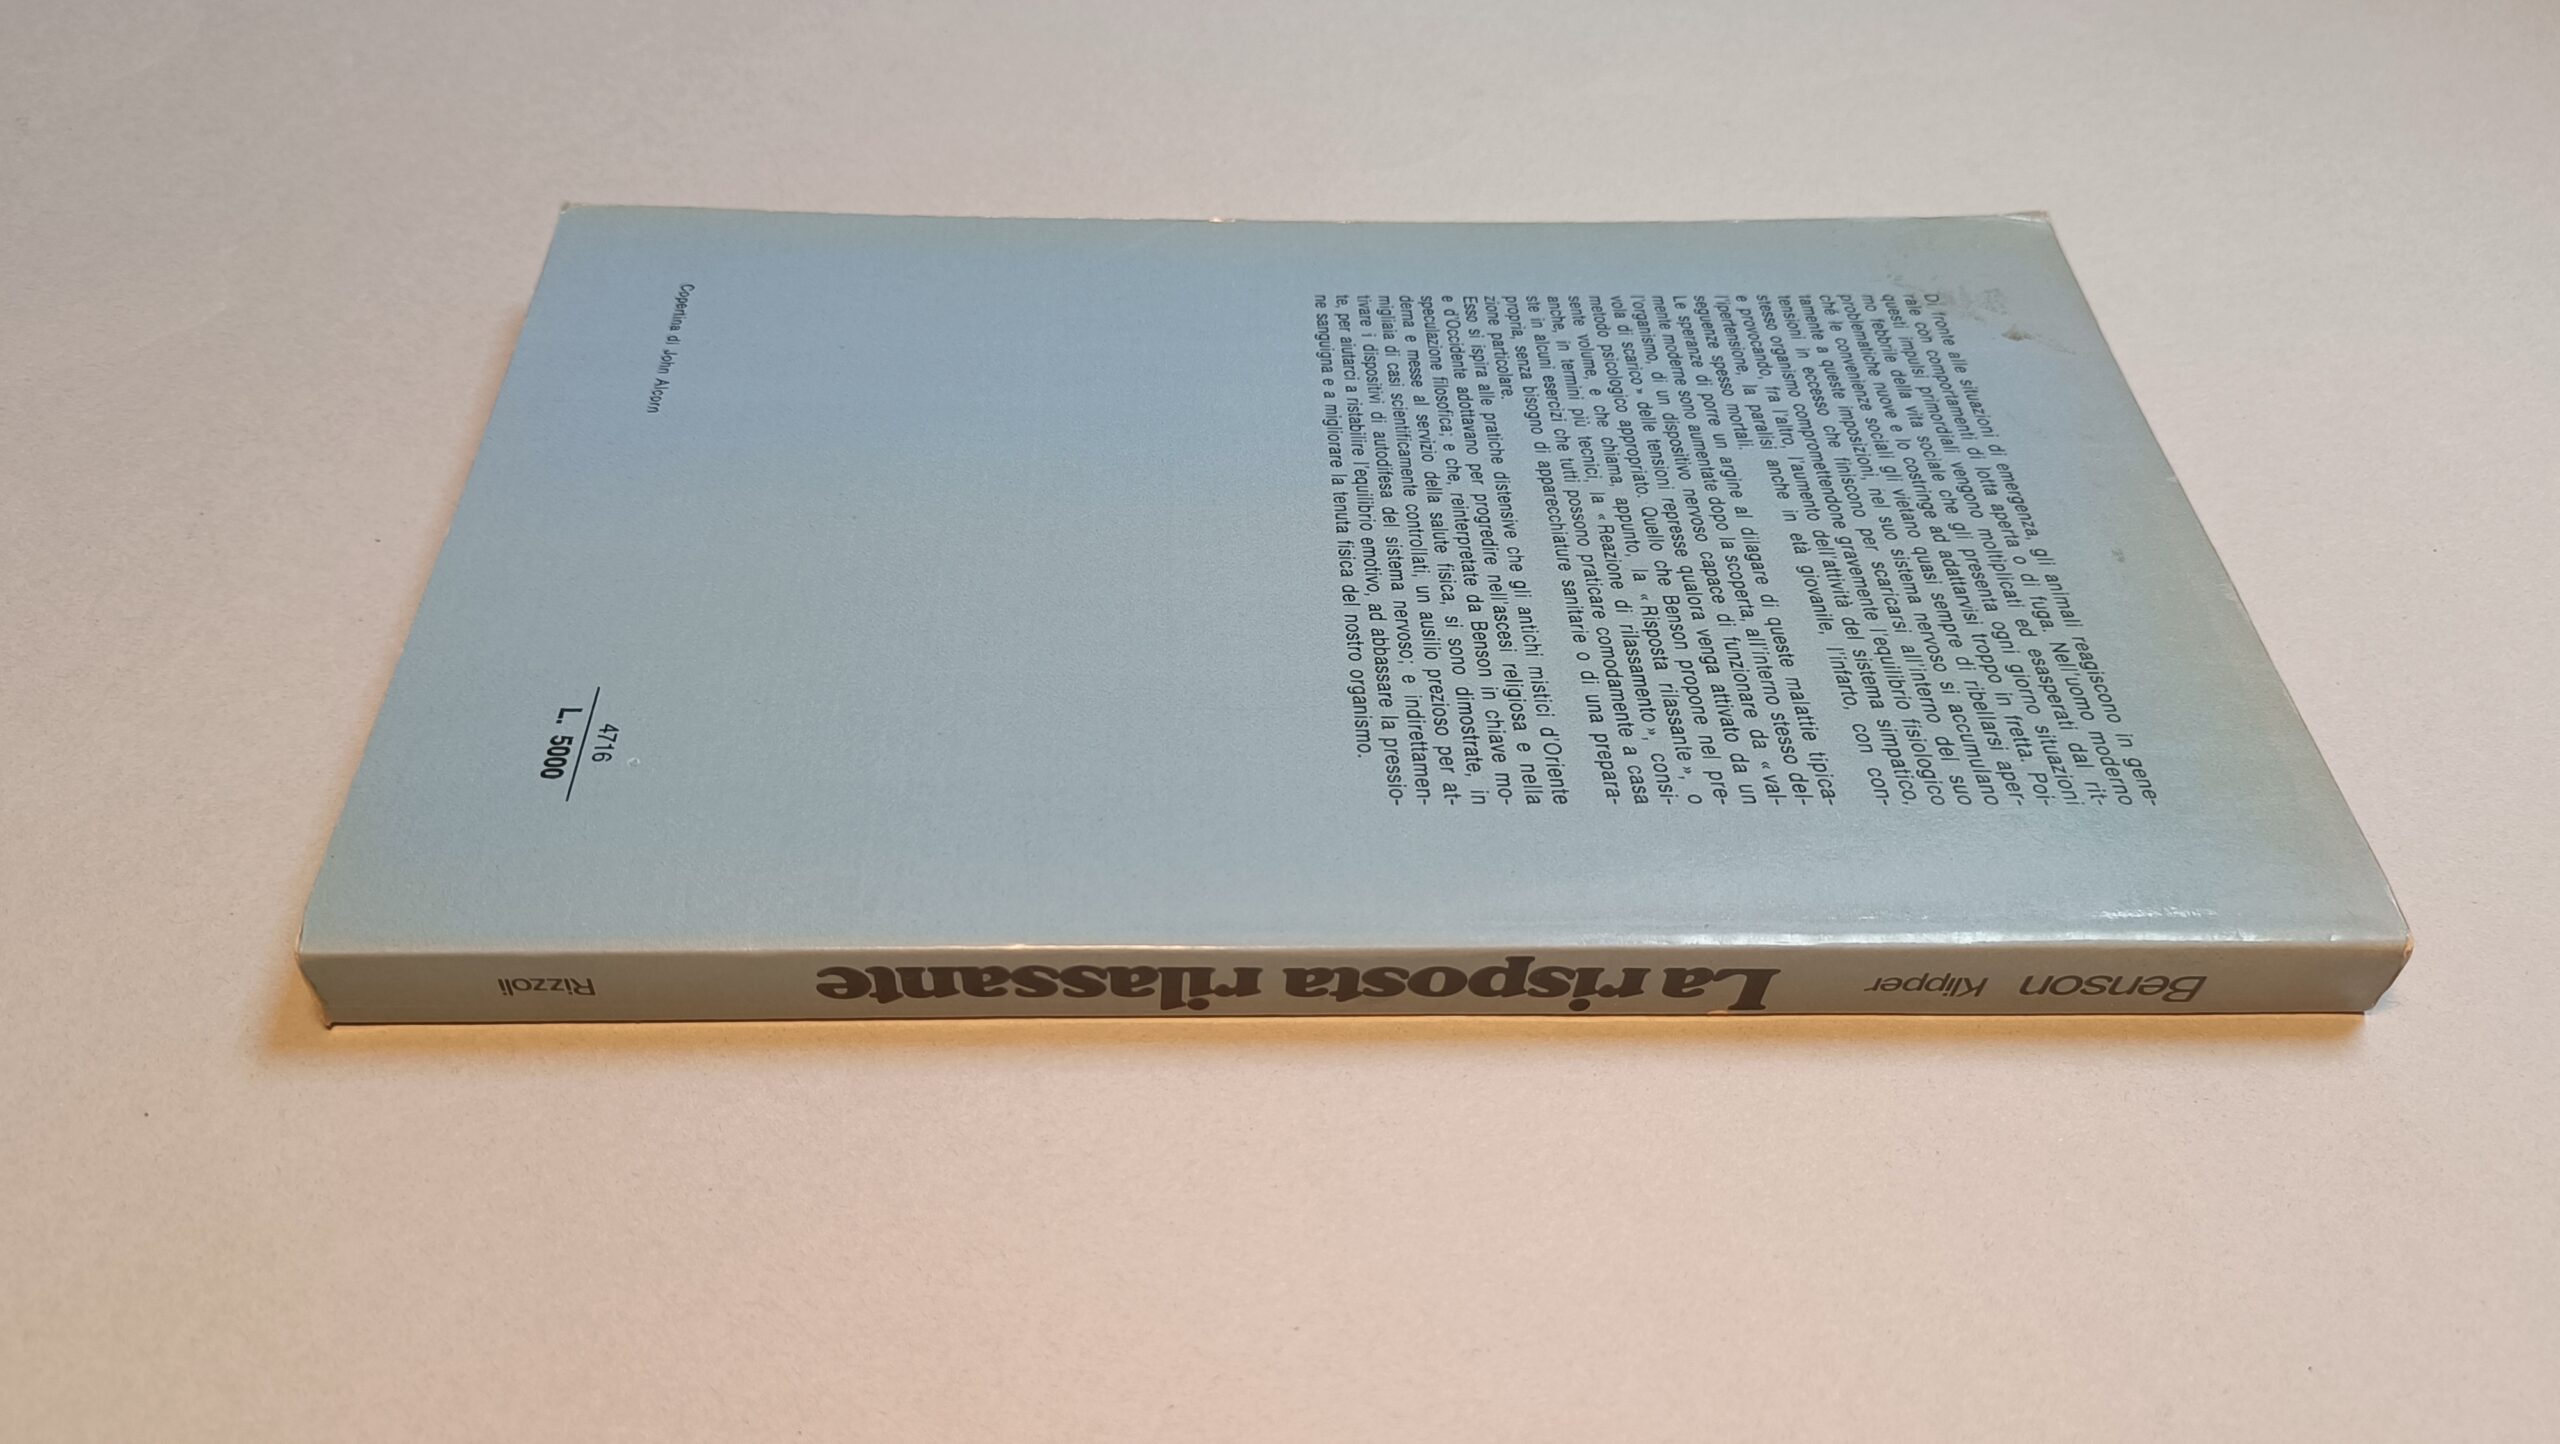 Di fronte alle situazioni di emergenza, gli animali reagiscono in gene-
rale con comportamenti di lotta aperta o di fuga. Nell'uomo moderno
questi impulsi primordiali vengono moltiplicati ed esasperati dal rit-
mo febbrile della vita sociale che gli presenta ogni giorno situazioni
problematiche nuove e lo costringe ad adattarvisi troppo in fretta. Poi-
ché le convenienze sociali gli vietano quasi sempre di ribellarsi aper-
tamente a queste imposizioni, nel suo sistema nervoso si accumulano
tensioni in eccesso che finiscono per scaricarsi all'interno del suo
stesso organismo compromettendone gravemente l'equilibrio fisiologico
e provocando, fra l'altro, l'aumento dell'attività del sistema simpatico,
l'ipertensione, la paralisi anche in età giovanile, l'infarto, con con-
seguenze spesso mortali.
Le speranze di porre un argine al dilagare di queste malattie tipica-
mente moderne sono aumentate dopo la scoperta, all'interno stesso del-
l'organismo, di un dispositivo nervoso capace di funzionare da « val-
vola di scarico » delle tensioni represse qualora venga attivato da un
metodo psicologico appropriato. Quello che Benson propone nel pre-
sente volume, e che chiama, appunto, la « Risposta rilassante », o
anche, in termini più tecnici, la « Reazione di rilassamento », consi-
ste in alcuni esercizi che tutti possono praticare comodamente a casa
propria, senza bisogno di apparecchiature sanitarie o di una prepara-
zione particolare.
Esso si ispira alle pratiche distensive che gli antichi mistici d'Oriente
e d'Occidente adottavano per progredire nell'ascesi religiosa e nella
speculazione filosofica; e che, reinterpretate da Benson in chiave mo-
derna e messe al servizio della salute fisica, si sono dimostrate, in
migliaia di casi scientificamente controllati, un ausilio prezioso per at-
tivare i dispositivi di autodifesa del sistema nervoso; e indirettamen-
te, per aiutarci a ristabilire l'equilibrio emotivo, ad abbassare la pressio-
ne sanguigna e a migliorare la tenuta fisica del nostro organismo.
Copertina di John Alcorn
4716
L. 5000
Benson Klipper La risposta rilassante Rizzoli